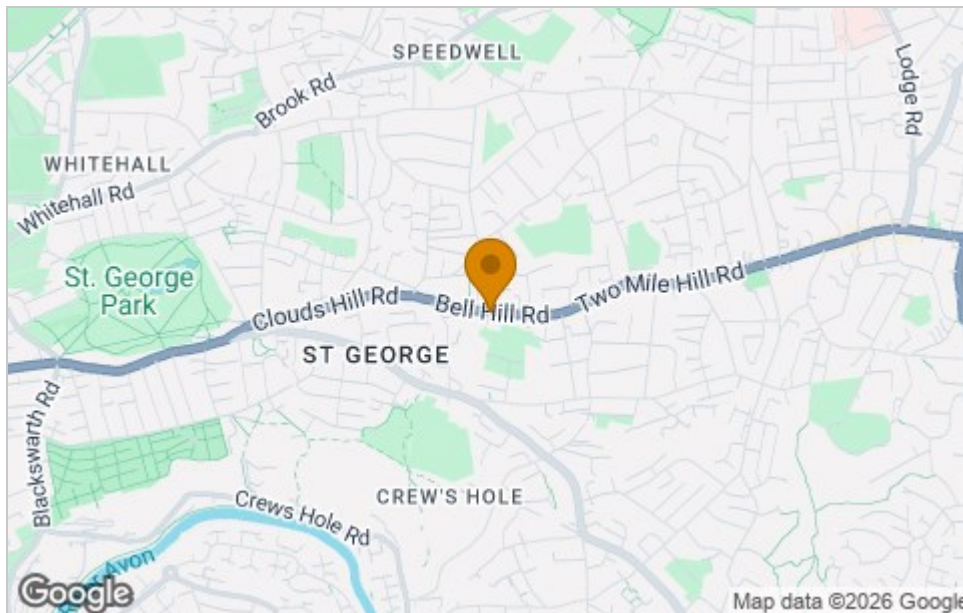 SPEEDWELL
Brook Rd
Lodge Rd
WHITEHALL
Whitehall Rd
St. George
Park
Clouds Hill Rd
Bell Hill Rd
Two Mile Hill Rd
ST GEORGE
Blackswarth Rd
CREW'S HOLE
Crews Hole Rd
Avon
Google
Map data ©2026 Google